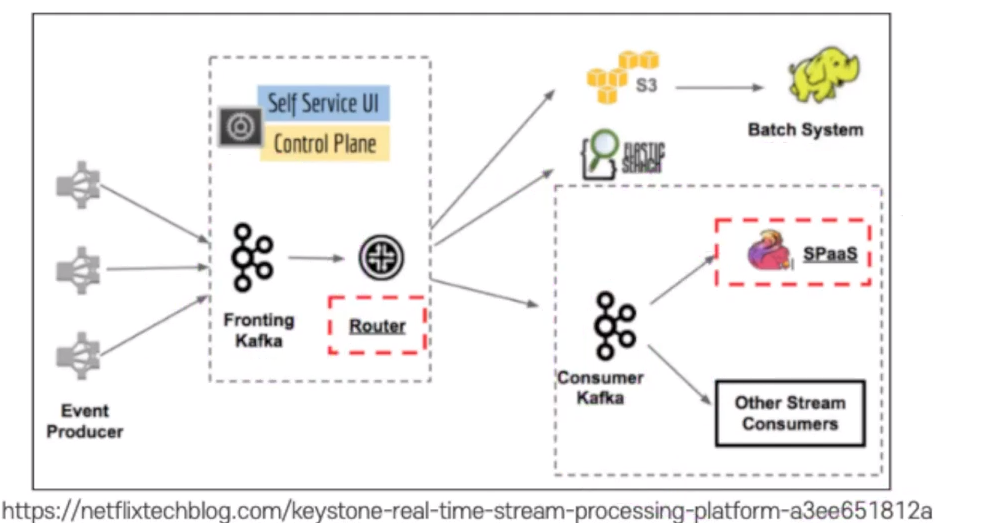 Self Service UI
Control Plane
S3
Batch System
ELASTIC
SEARCH
SPaaS
Fronting
Kafka
Router
Consumer
Kafka
Other Stream
Consumers
Event
Producer
https://netflixtechblog.com/keystone-real-time-stream-processing-platform-a3ee651812a